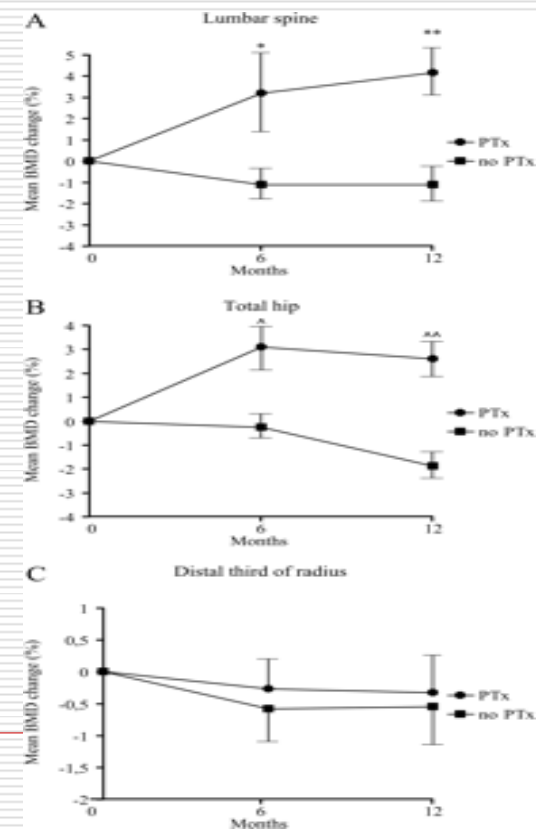 A
Lumbar spine
*
**
5
4
3
2
1
0
-1
-2
-3
-4
Mean BMD change (%)
PTx
no PTx
0
6
12
Months
B
Total hip
^
^^
4
3
2
1
0
-1
-2
-3
-4
Mean BMD change (%)
PTx
no PTx
0
6
12
Months
C
Distal third of radius
1
0,5
0
-0,5
-1
-1,5
-2
Mean BMD change (%)
PTx
no PTx
0
6
12
Months